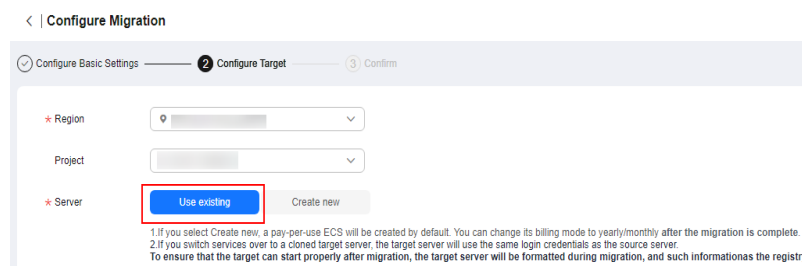 < | Configure Migration
Configure Basic Settings 2 Configure Target 3 Confirm
* Region
Project
* Server Use existing Create new
1.If you select Create new, a pay-per-use ECS will be created by default. You can change its billing mode to yearly/monthly after the migration is complete.
2.If you switch services over to a cloned target server, the target server will use the same login credentials as the source server.
To ensure that the target can start properly after migration, the target server will be formatted during migration, and such informationas the registr